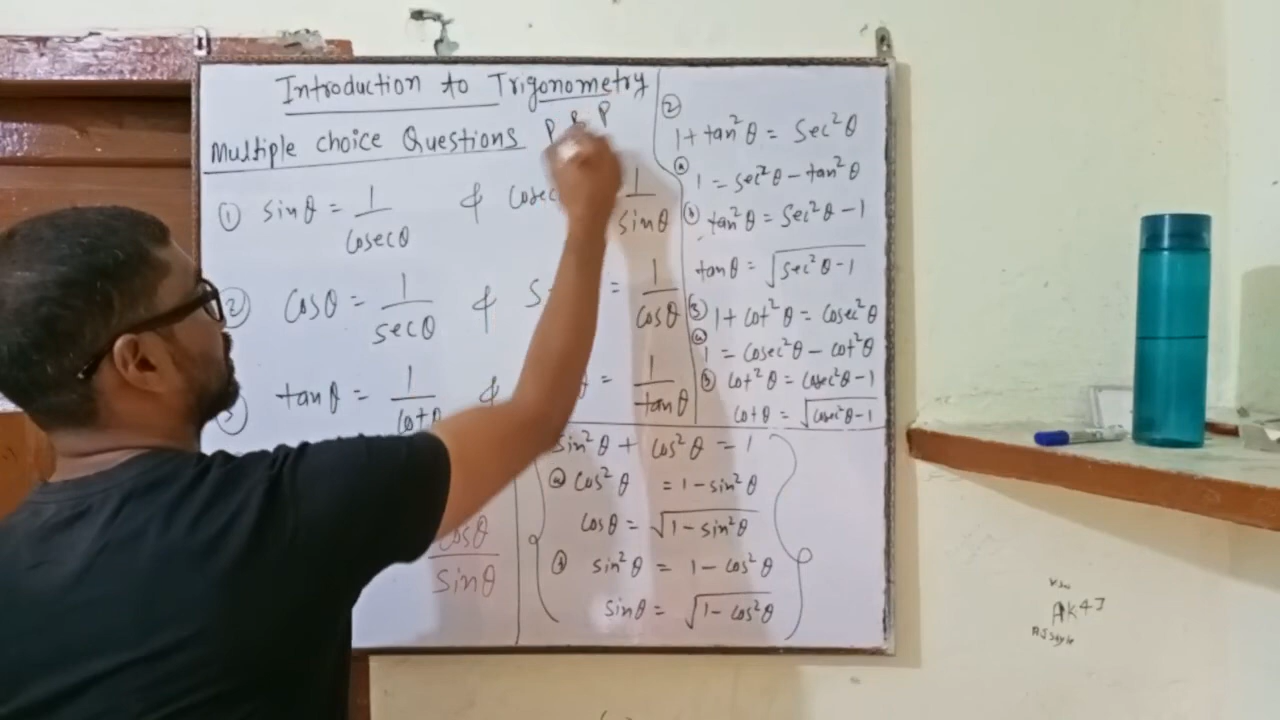 Introduction to Trigonometry
Multiple choice Questions P B P
① sinθ = 1/cosecθ & cosec 1/sinθ
② cosθ = 1/secθ & S = 1/cosθ
③ tanθ = 1/cotθ & θ = 1/tanθ
cosθ/sinθ
②
1 + tan²θ = sec²θ
ⓐ 1 = sec²θ - tan²θ
ⓑ tan²θ = sec²θ - 1
tanθ = √(sec²θ - 1)
③ 1 + cot²θ = cosec²θ
ⓐ
1 = cosec²θ - cot²θ
ⓑ cot²θ = cosec²θ - 1
cotθ = √(cosec²θ - 1)
sin²θ + cos²θ = 1
ⓐ cos²θ = 1 - sin²θ
cosθ = √(1 - sin²θ)
ⓑ sin²θ = 1 - cos²θ
sinθ = √(1 - cos²θ)
AK47